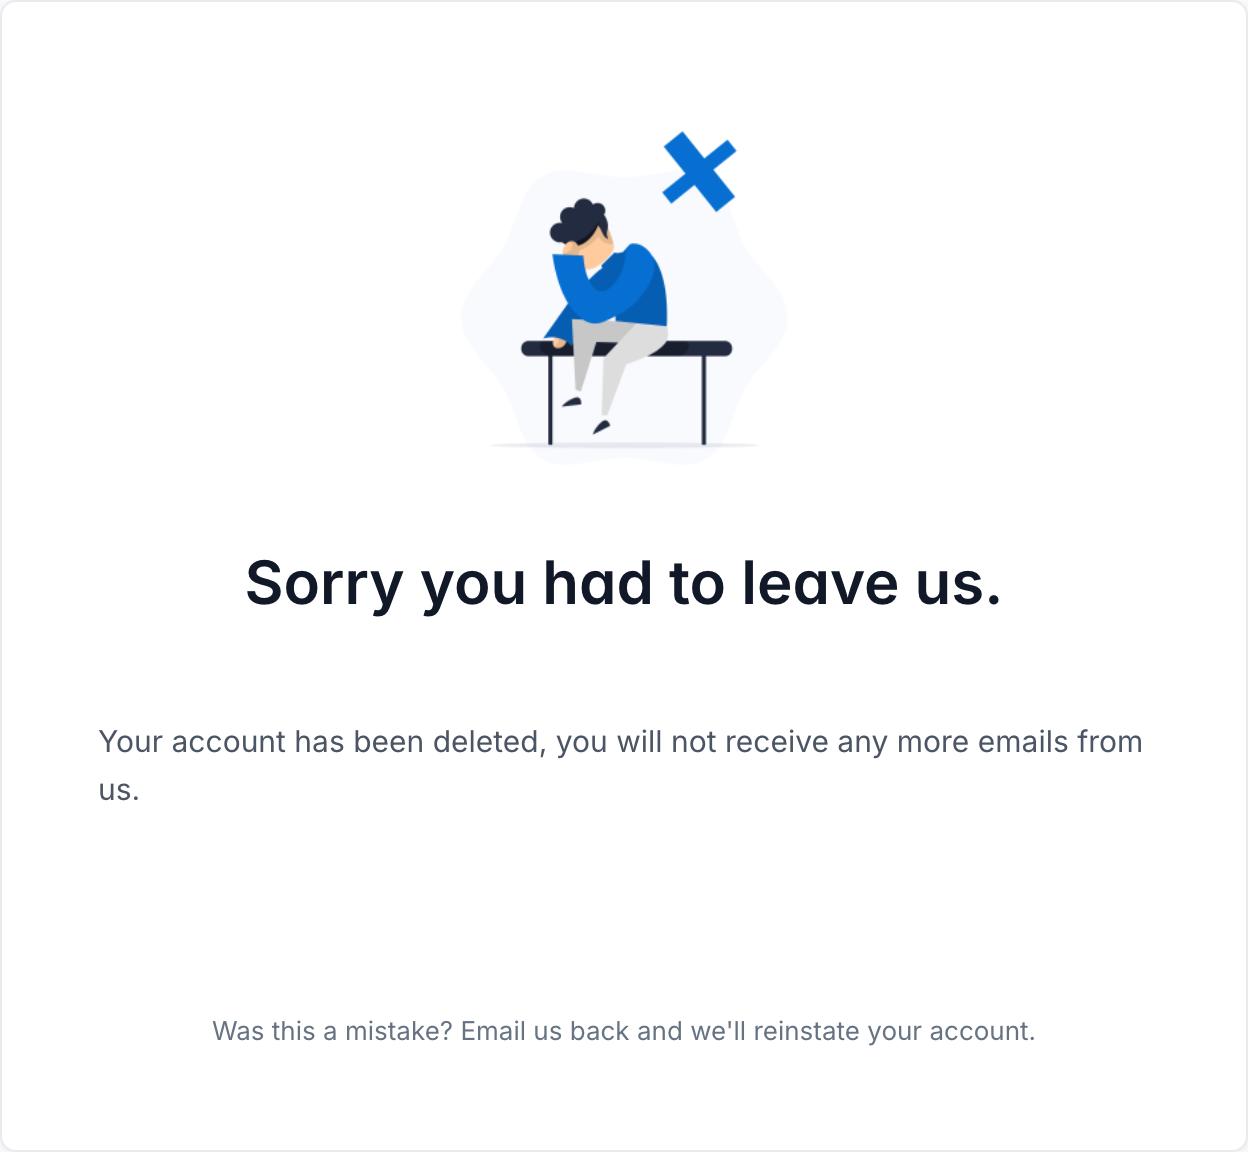 Sorry you had to leave us.
Your account has been deleted, you will not receive any more emails from
us.
Was this a mistake? Email us back and we'll reinstate your account.